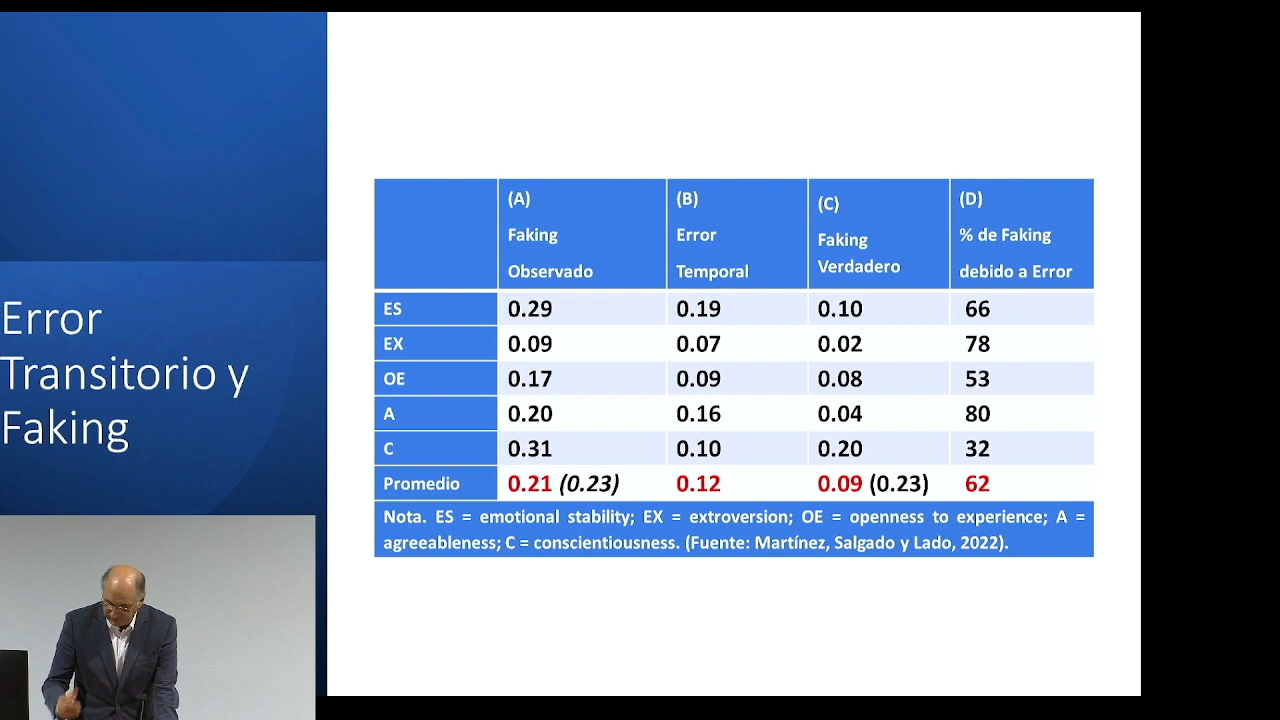 Error
Transitorio y
Faking
(A)
Faking
Observado
(B)
Error
Temporal
(C)
Faking
Verdadero
(D)
% de Faking
debido a Error
ES 0.29 0.19 0.10 66
EX 0.09 0.07 0.02 78
OE 0.17 0.09 0.08 53
A 0.20 0.16 0.04 80
C 0.31 0.10 0.20 32
Promedio 0.21 (0.23) 0.12 0.09 (0.23) 62
Nota. ES = emotional stability; EX = extroversion; OE = openness to experience; A =
agreeableness; C = conscientiousness. (Fuente: Martínez, Salgado y Lado, 2022).